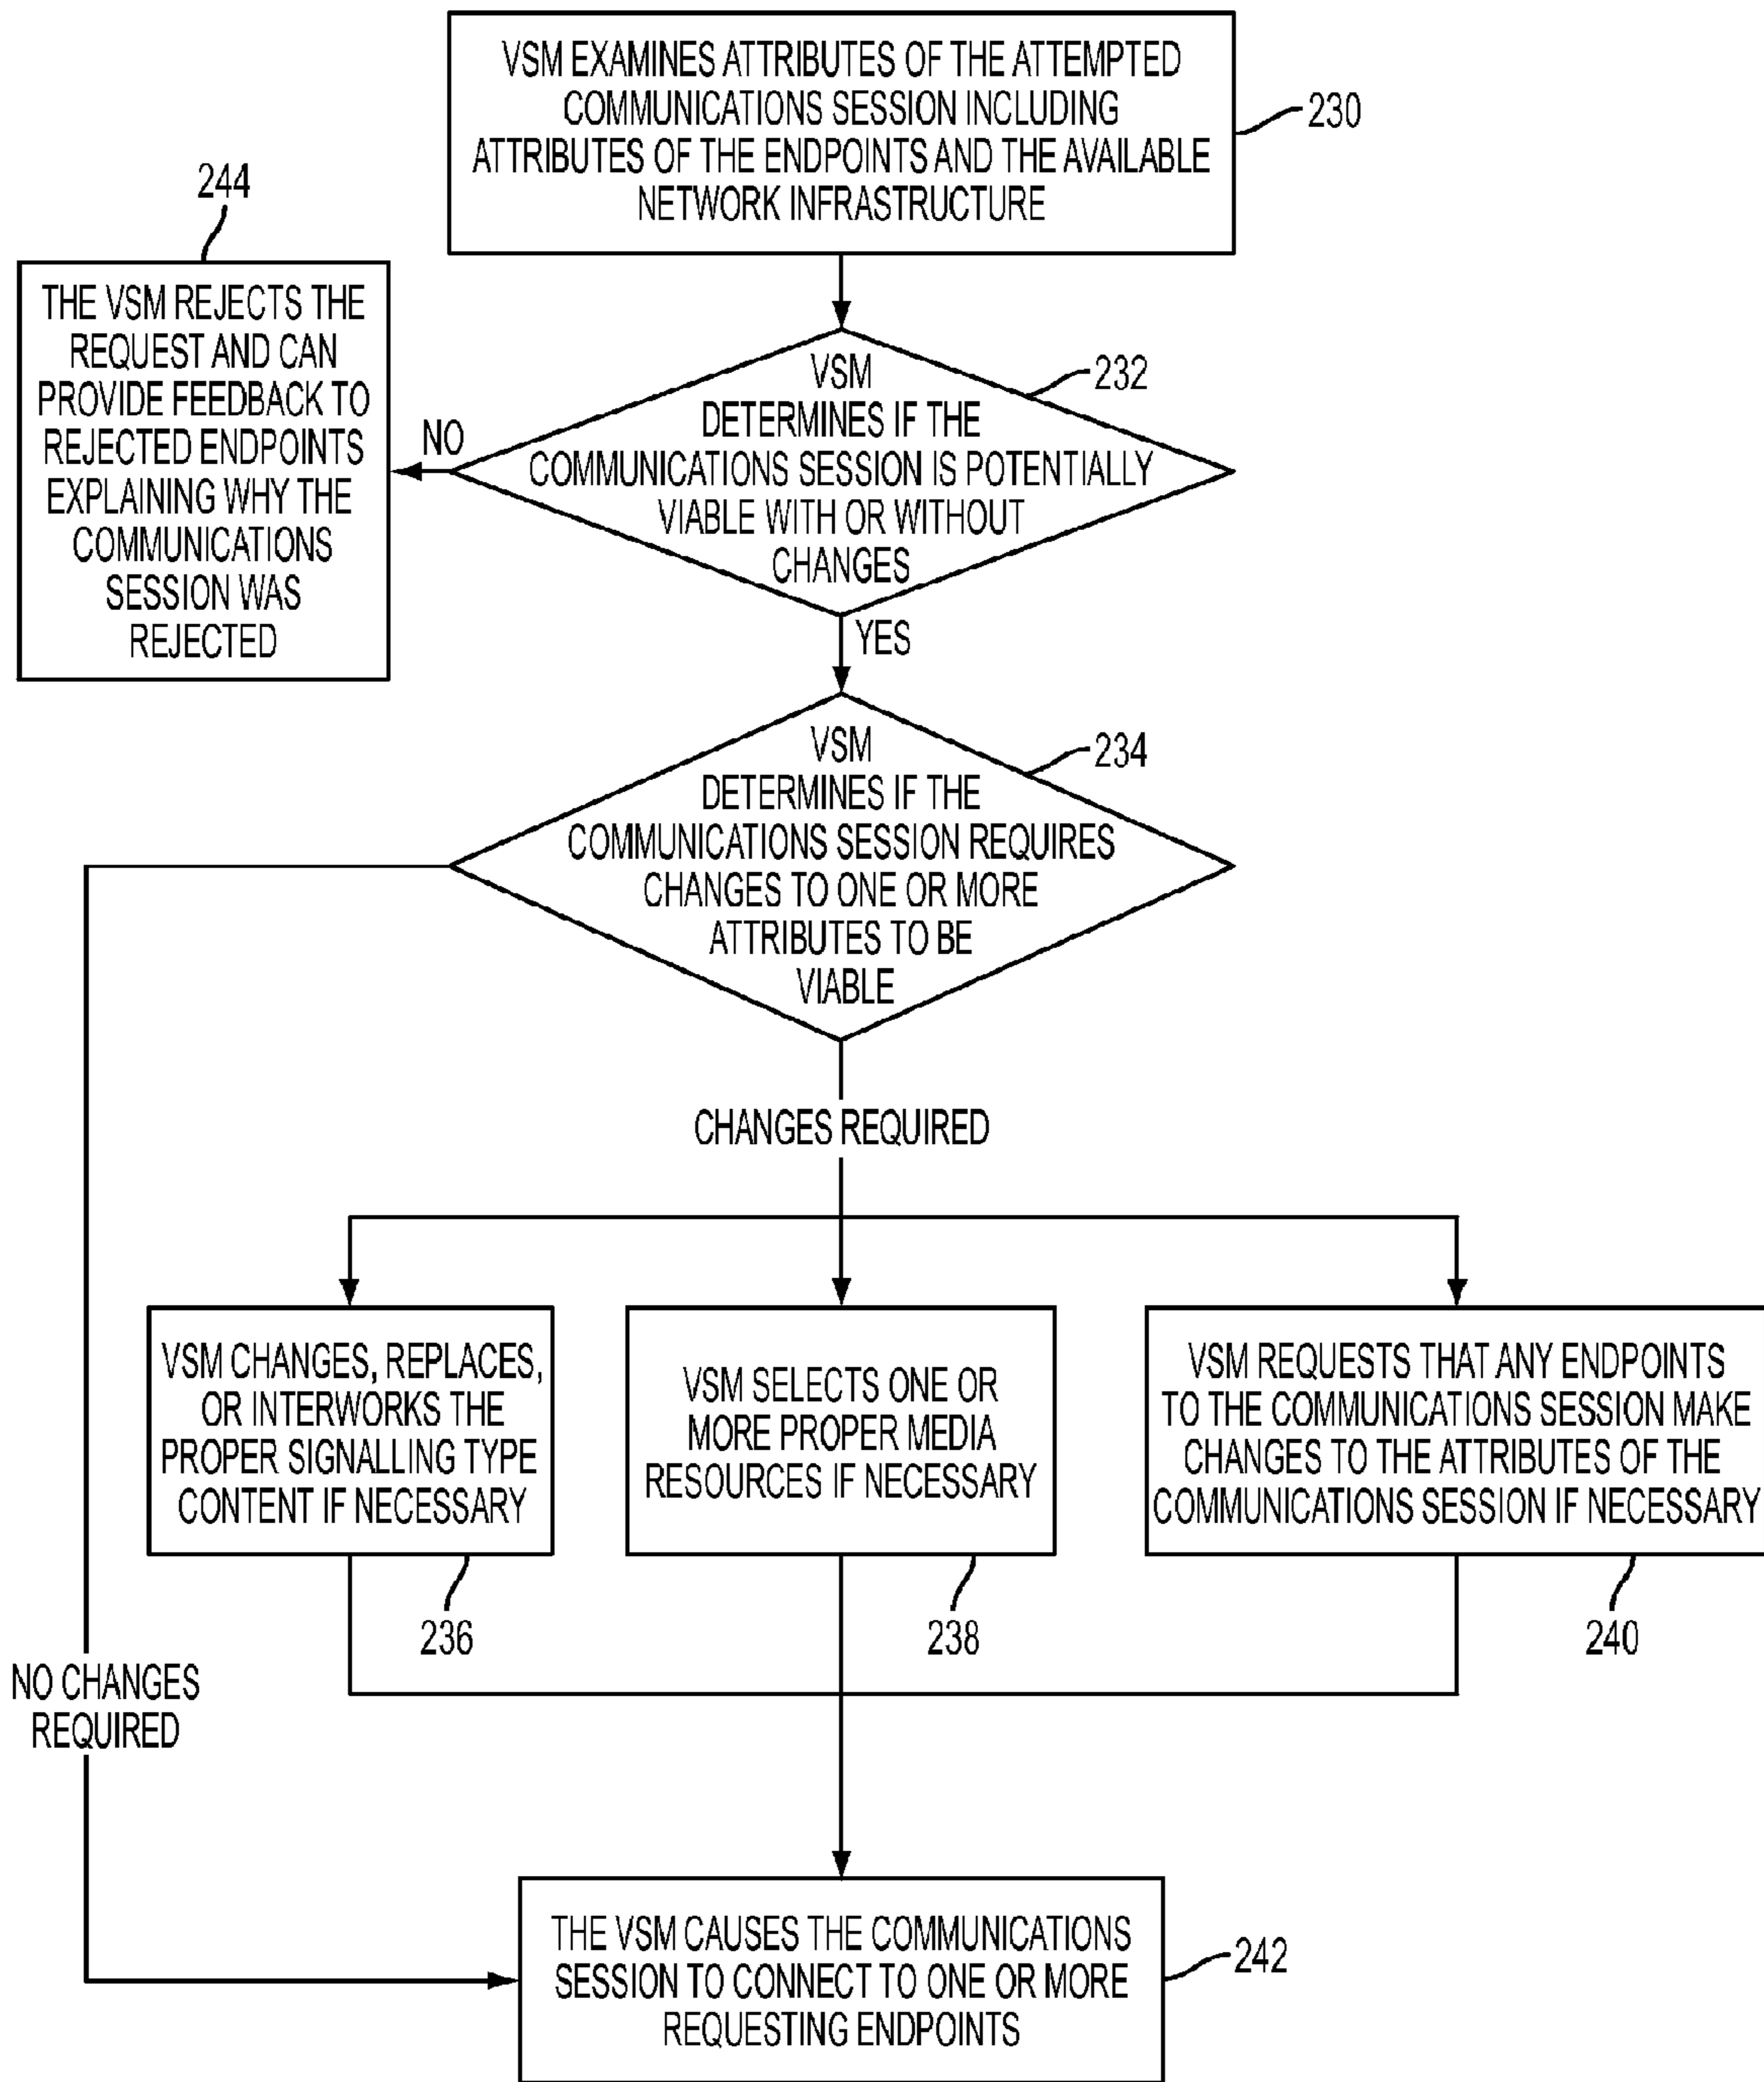 VSM EXAMINES ATTRIBUTES OF THE ATTEMPTED
COMMUNICATIONS SESSION INCLUDING
ATTRIBUTES OF THE ENDPOINTS AND THE AVAILABLE
NETWORK INFRASTRUCTURE
230
244
THE VSM REJECTS THE
REQUEST AND CAN
PROVIDE FEEDBACK TO
REJECTED ENDPOINTS
EXPLAINING WHY THE
COMMUNICATIONS
SESSION WAS
REJECTED
NO
VSM
DETERMINES IF THE
COMMUNICATIONS SESSION IS POTENTIALLY
VIABLE WITH OR WITHOUT
CHANGES
232
YES
VSM
DETERMINES IF THE
COMMUNICATIONS SESSION REQUIRES
CHANGES TO ONE OR MORE
ATTRIBUTES TO BE
VIABLE
234
CHANGES REQUIRED
VSM CHANGES, REPLACES,
OR INTERWORKS THE
PROPER SIGNALLING TYPE
CONTENT IF NECESSARY
236
VSM SELECTS ONE OR
MORE PROPER MEDIA
RESOURCES IF NECESSARY
238
VSM REQUESTS THAT ANY ENDPOINTS
TO THE COMMUNICATIONS SESSION MAKE
CHANGES TO THE ATTRIBUTES OF THE
COMMUNICATIONS SESSION IF NECESSARY
240
NO CHANGES
REQUIRED
THE VSM CAUSES THE COMMUNICATIONS
SESSION TO CONNECT TO ONE OR MORE
REQUESTING ENDPOINTS
242